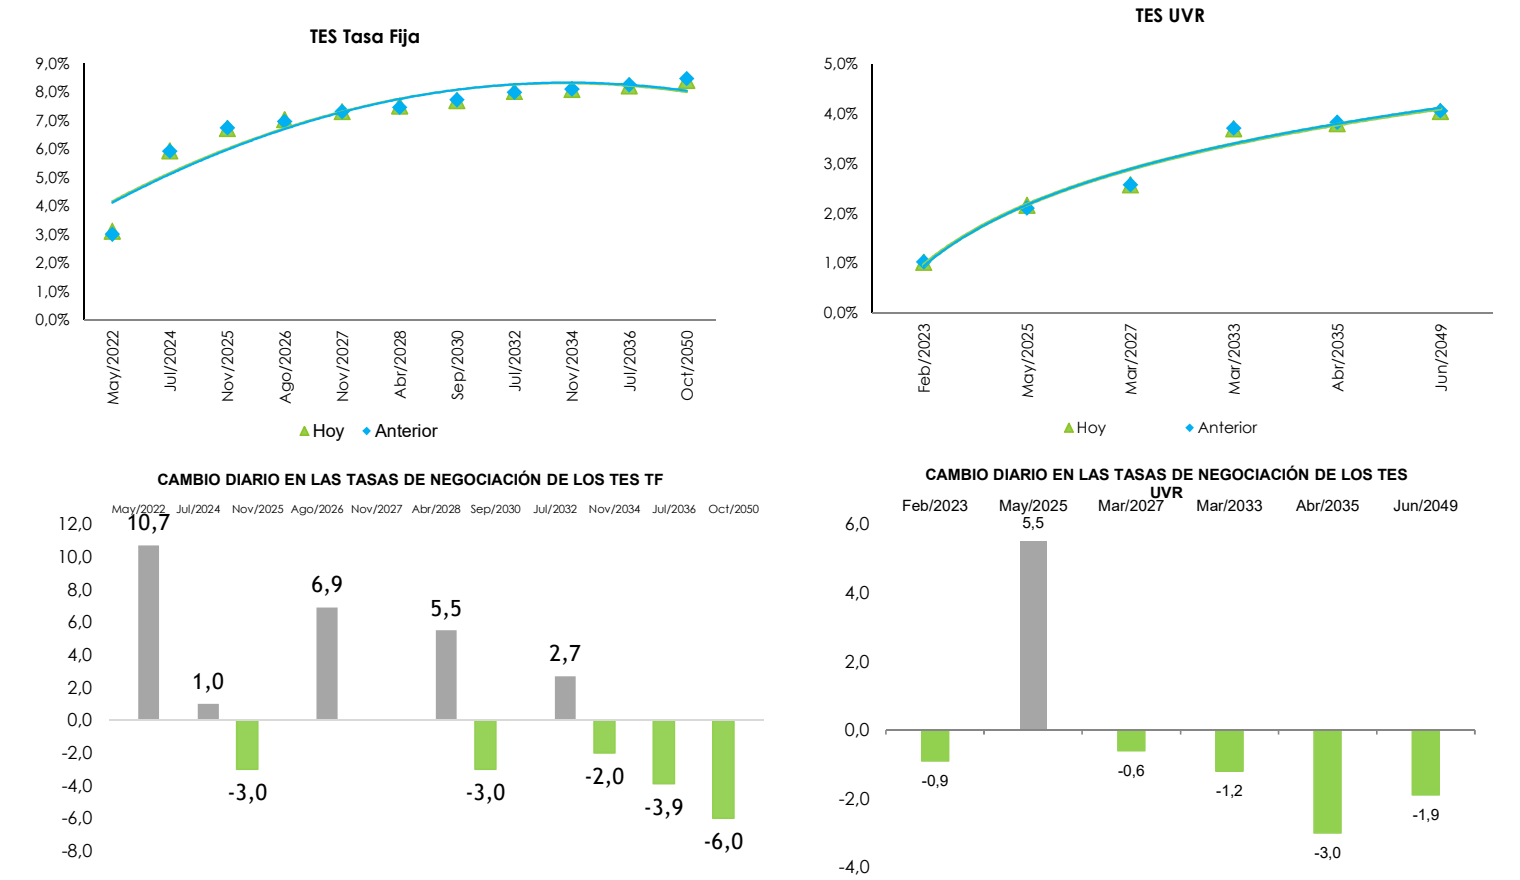 TES Tasa Fija
9,0%
8,0%
7,0%
6,0%
5,0%
4,0%
3,0%
2,0%
1,0%
0,0%
May/2022
Jul/2024
Nov/2025
Ago/2026
Nov/2027
Abr/2028
Sep/2030
Jul/2032
Nov/2034
Jul/2036
Oct/2050
Hoy Anterior
TES UVR
5,0%
4,0%
3,0%
2,0%
1,0%
0,0%
Feb/2023
May/2025
Mar/2027
Mar/2033
Abr/2035
Jun/2049
Hoy Anterior
CAMBIO DIARIO EN LAS TASAS DE NEGOCIACIÓN DE LOS TES TF
May/2022 Jul/2024 Nov/2025 Ago/2026 Nov/2027 Abr/2028 Sep/2030 Jul/2032 Nov/2034 Jul/2036 Oct/2050
12,0
10,0
8,0
6,0
4,0
2,0
0,0
-2,0
-4,0
-6,0
-8,0
10,7
1,0
-3,0
6,9
5,5
-3,0
2,7
-2,0
-3,9
-6,0
CAMBIO DIARIO EN LAS TASAS DE NEGOCIACIÓN DE LOS TES
UVR
Feb/2023 May/2025 Mar/2027 Mar/2033 Abr/2035 Jun/2049
6,0
4,0
2,0
0,0
-2,0
-4,0
-0,9
5,5
-0,6
-1,2
-3,0
-1,9